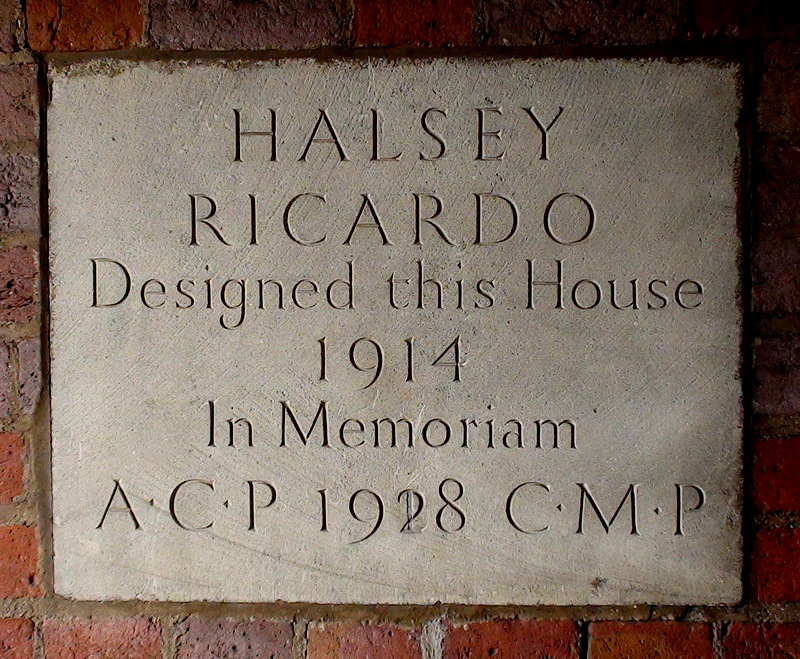 HALSEY
RICARDO
Designed this House
1914
In Memoriam
A·C·P 1928 C·M·P